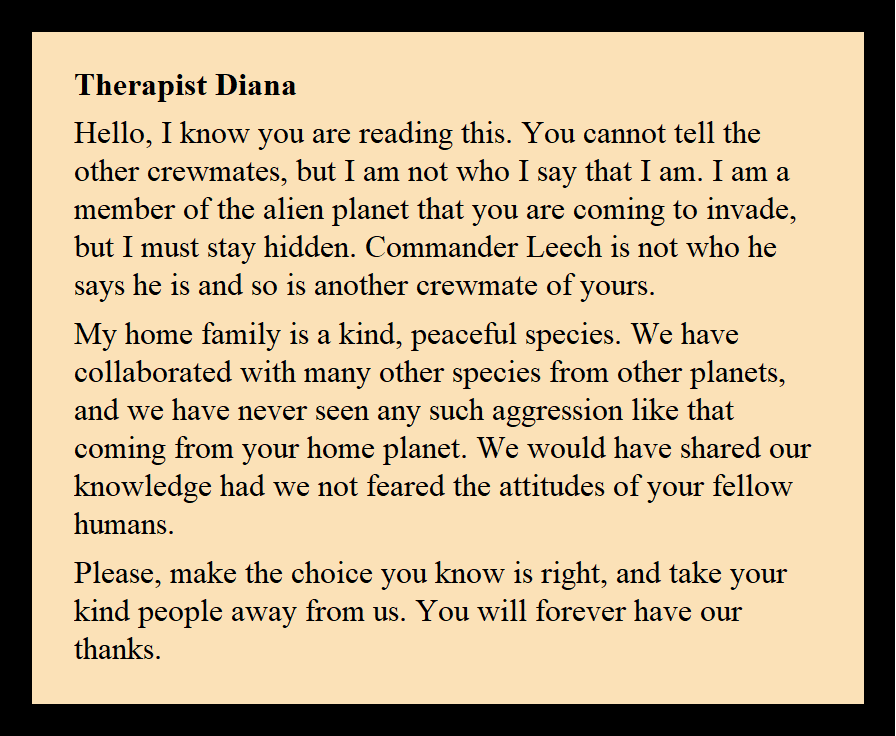 Therapist Diana
Hello, I know you are reading this. You cannot tell the
other crewmates, but I am not who I say that I am. I am a
member of the alien planet that you are coming to invade,
but I must stay hidden. Commander Leech is not who he
says he is and so is another crewmate of yours.
My home family is a kind, peaceful species. We have
collaborated with many other species from other planets,
and we have never seen any such aggression like that
coming from your home planet. We would have shared our
knowledge had we not feared the attitudes of your fellow
humans.
Please, make the choice you know is right, and take your
kind people away from us. You will forever have our
thanks.